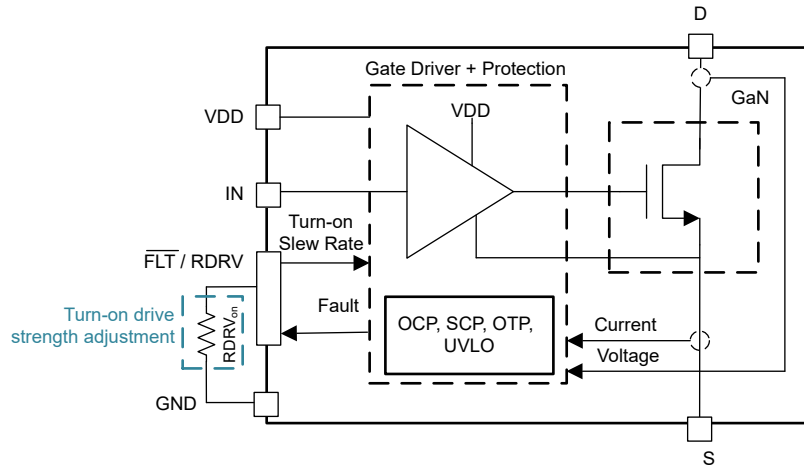 D
Gate Driver + Protection
GaN
VDD
VDD
IN
Turn-on
Slew Rate
FLT / RDRV
Fault
Turn-on drive
strength adjustment
RDRVon
OCP, SCP, OTP,
UVLO
Current
Voltage
GND
S